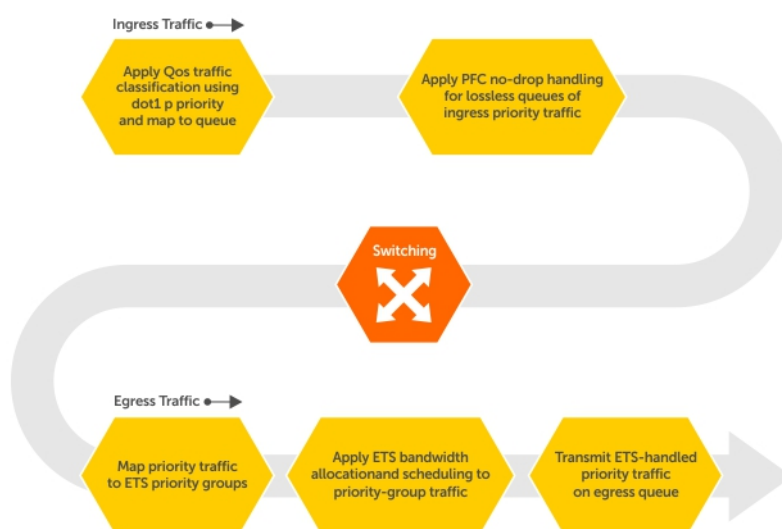 Ingress Traffic
Apply Qos traffic
classification using
dot1 p priority
and map to queue
Apply PFC no-drop handling
for lossless queues of
ingress priority traffic
Switching
Egress Traffic
Map priority traffic
to ETS priority groups
Apply ETS bandwidth
allocationand scheduling to
priority-group traffic
Transmit ETS-handled
priority traffic
on egress queue